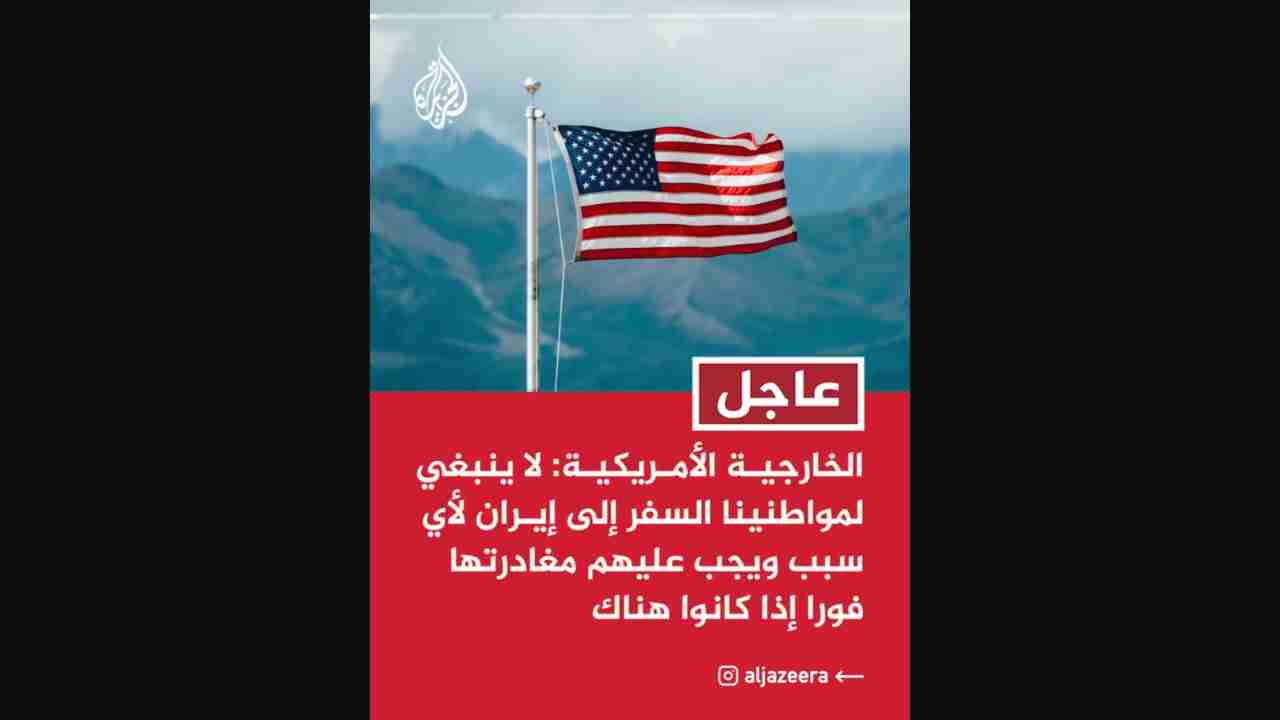 الجزيرة
عاجل
الخارجية الأمريكية: لا ينبغي
لمواطنينا السفر إلى إيران لأي
سبب ويجب عليهم مغادرتها
فورا إذا كانوا هناك
aljazeera